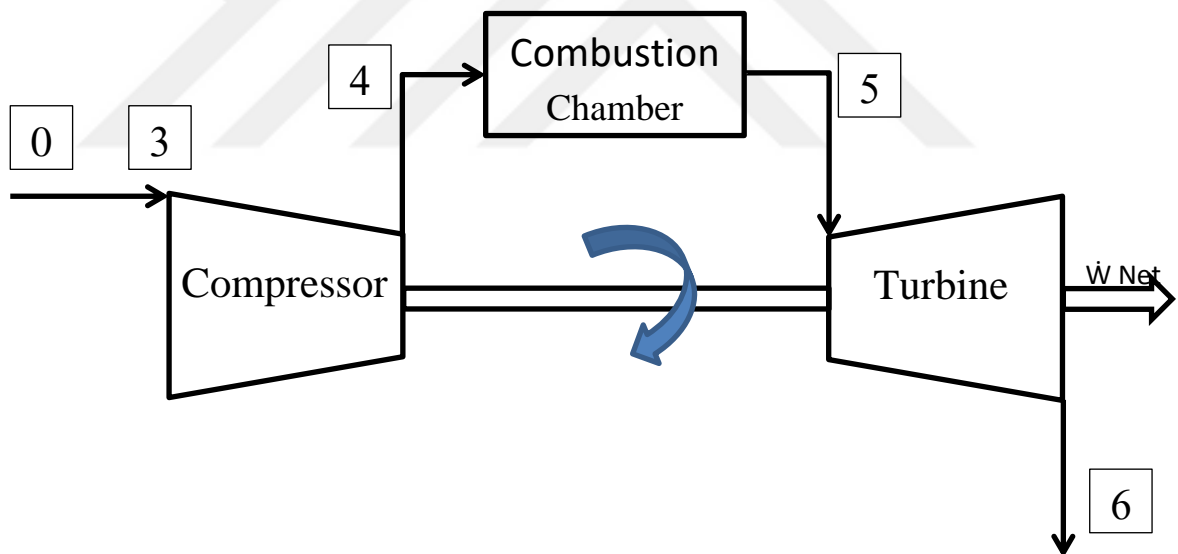 Combustion
Chamber
4
5
0
3
Compressor
Turbine
Ẇ Net
6